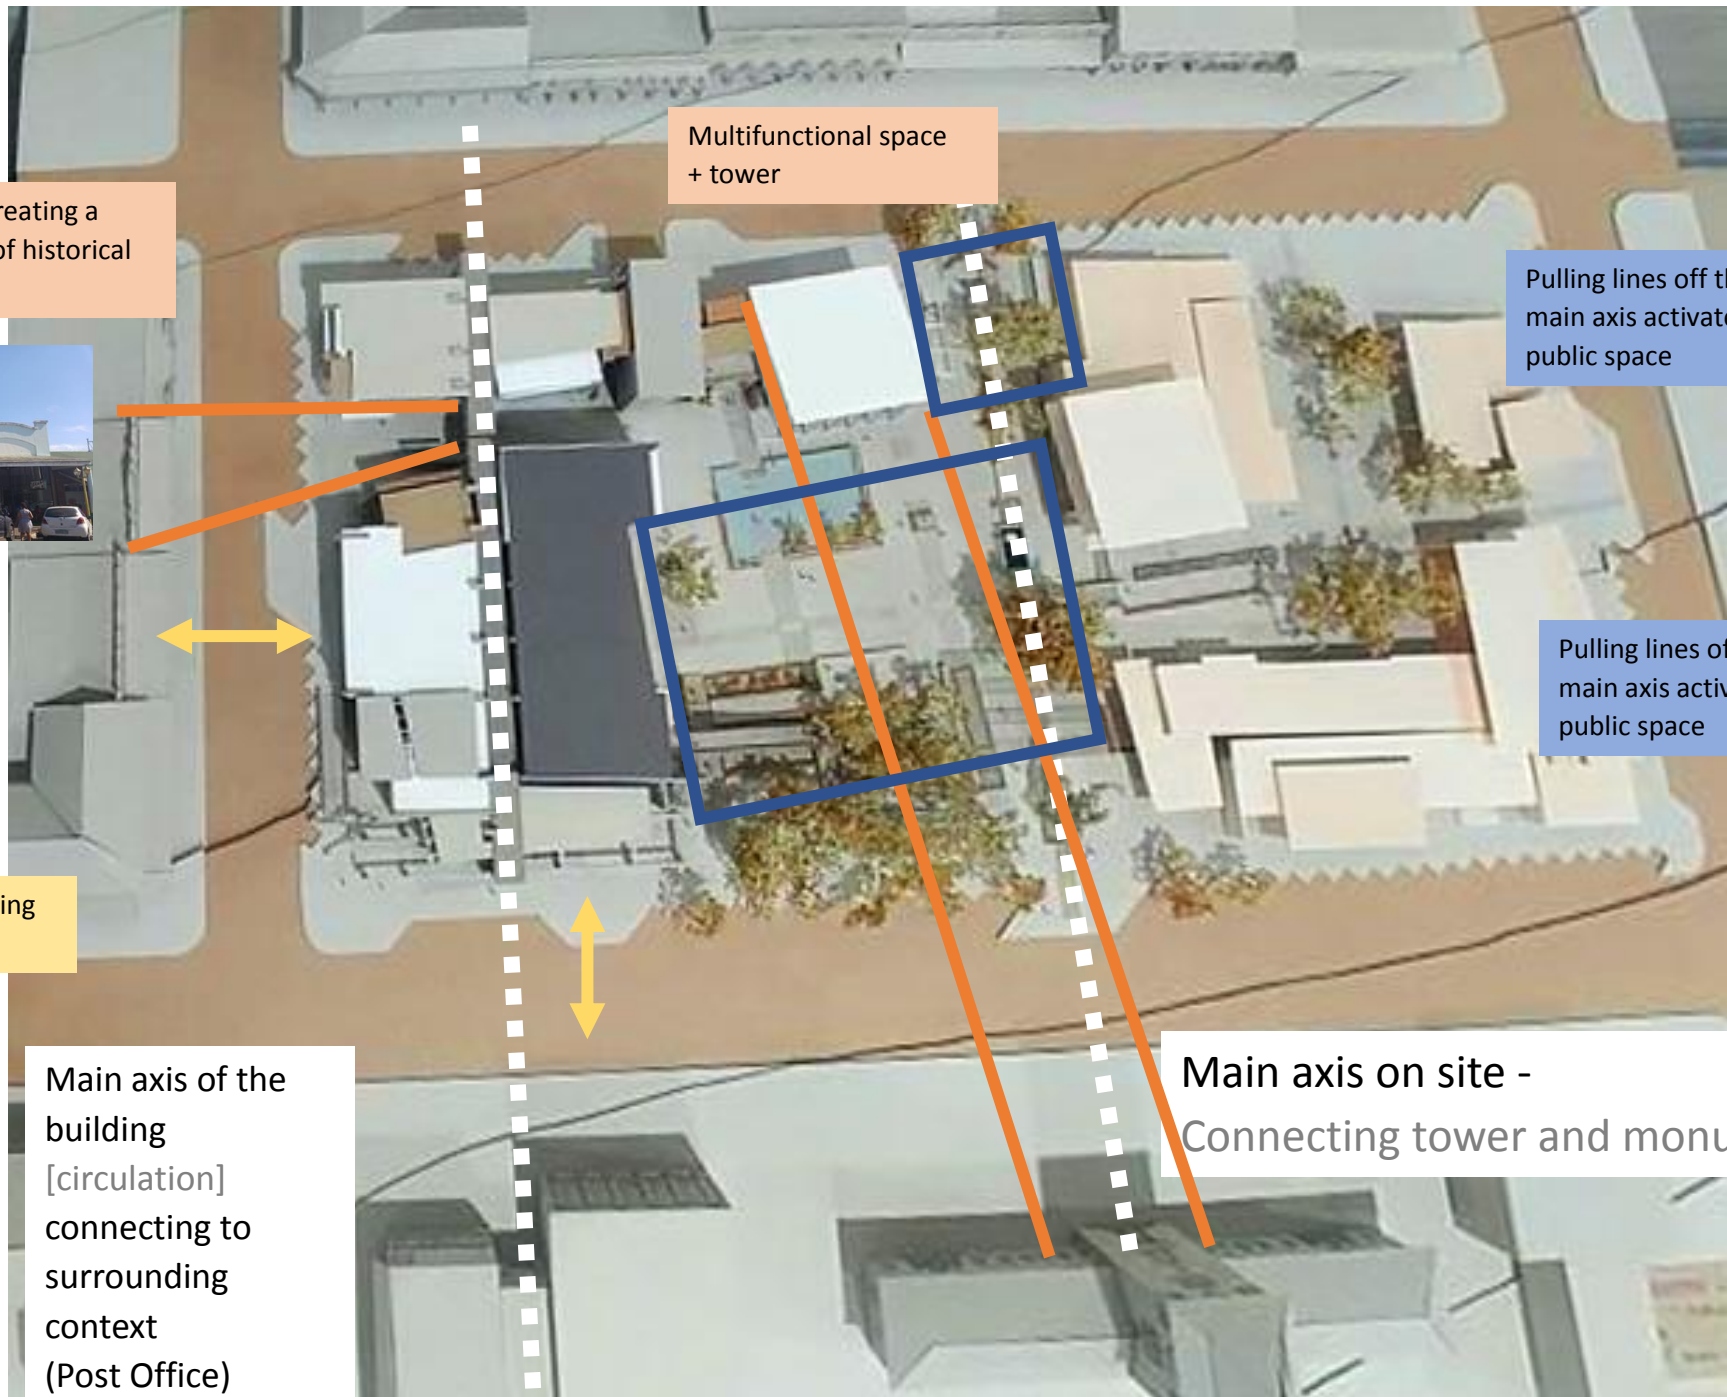 Multifunctional space
+ tower
reating a
of historical
Pulling lines off th
main axis activate
public space
Pulling lines of
main axis activ
public space
ing
Main axis of the
building
[circulation]
connecting to
surrounding
context
(Post Office)
Main axis on site -
Connecting tower and monu